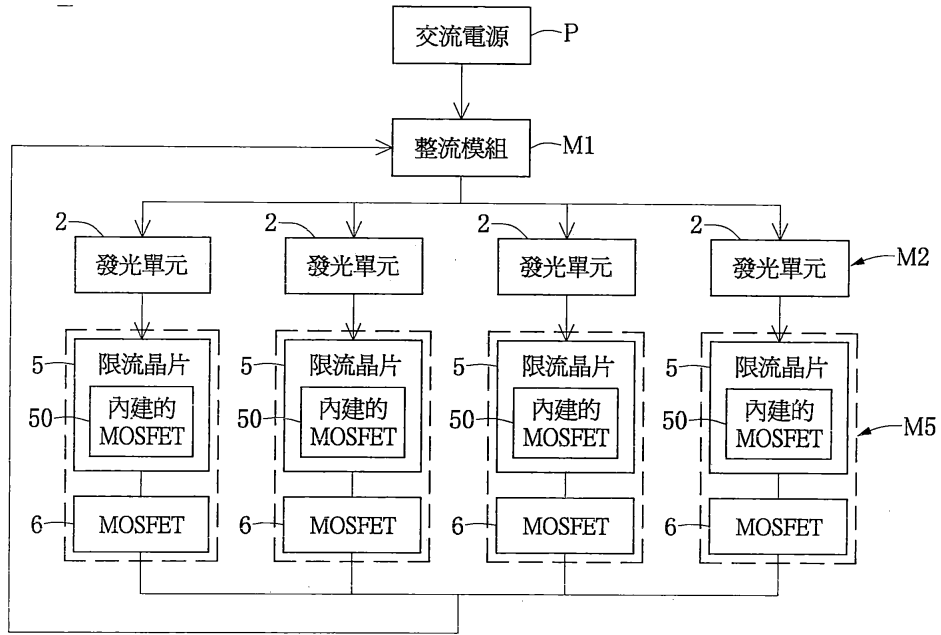 交流電源
P
整流模組
M1
2
2
2
2
發光單元
發光單元
發光單元
發光單元
M2
5
限流晶片
50
內建的
MOSFET
5
限流晶片
50
內建的
MOSFET
5
限流晶片
50
內建的
MOSFET
5
限流晶片
50
內建的
MOSFET
M5
6
MOSFET
6
MOSFET
6
MOSFET
6
MOSFET